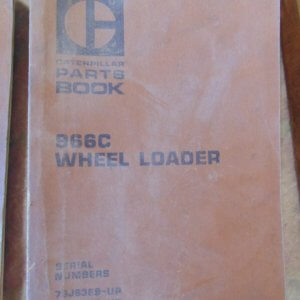 CATERPILLAR
PARTS
BOOK
966C
WHEEL LOADER
SERIAL
NUMBERS